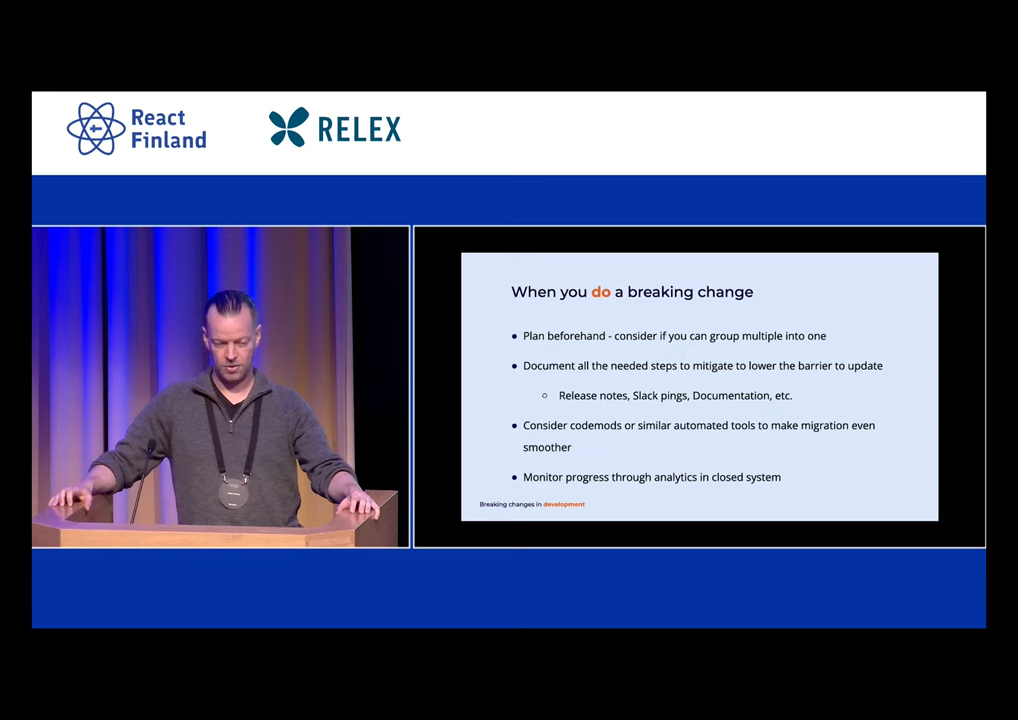 React
Finland
RELEX
When you do a breaking change
● Plan beforehand - consider if you can group multiple into one
● Document all the needed steps to mitigate to lower the barrier to update
○ Release notes, Slack pings, Documentation, etc.
● Consider codemods or similar automated tools to make migration even
smoother
● Monitor progress through analytics in closed system
Breaking changes in development